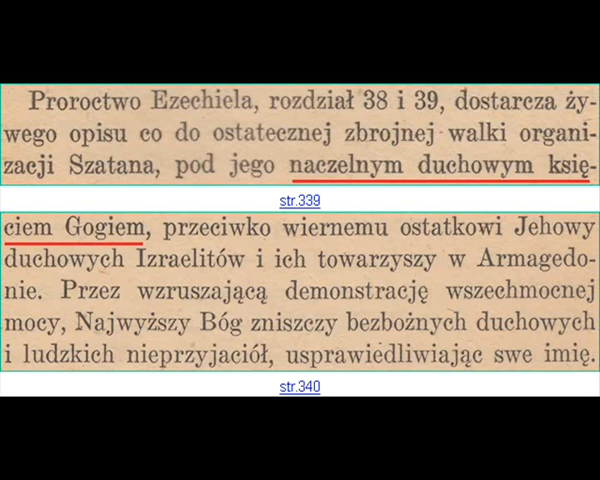 Proroctwo Ezechiela, rozdział 38 i 39, dostarcza ży-
wego opisu co do ostatecznej zbrojnej walki organi-
zacji Szatana, pod jego naczelnym duchowym księ-
str.339
ciem Gogiem, przeciwko wiernemu ostatkowi Jehowy
duchowych Izraelitów i ich towarzyszy w Armagedo-
nie. Przez wzruszającą demonstrację wszechmocnej
mocy, Najwyższy Bóg zniszczy bezbożnych duchowych
i ludzkich nieprzyjaciół, usprawiedliwiając swe imię.
str.340